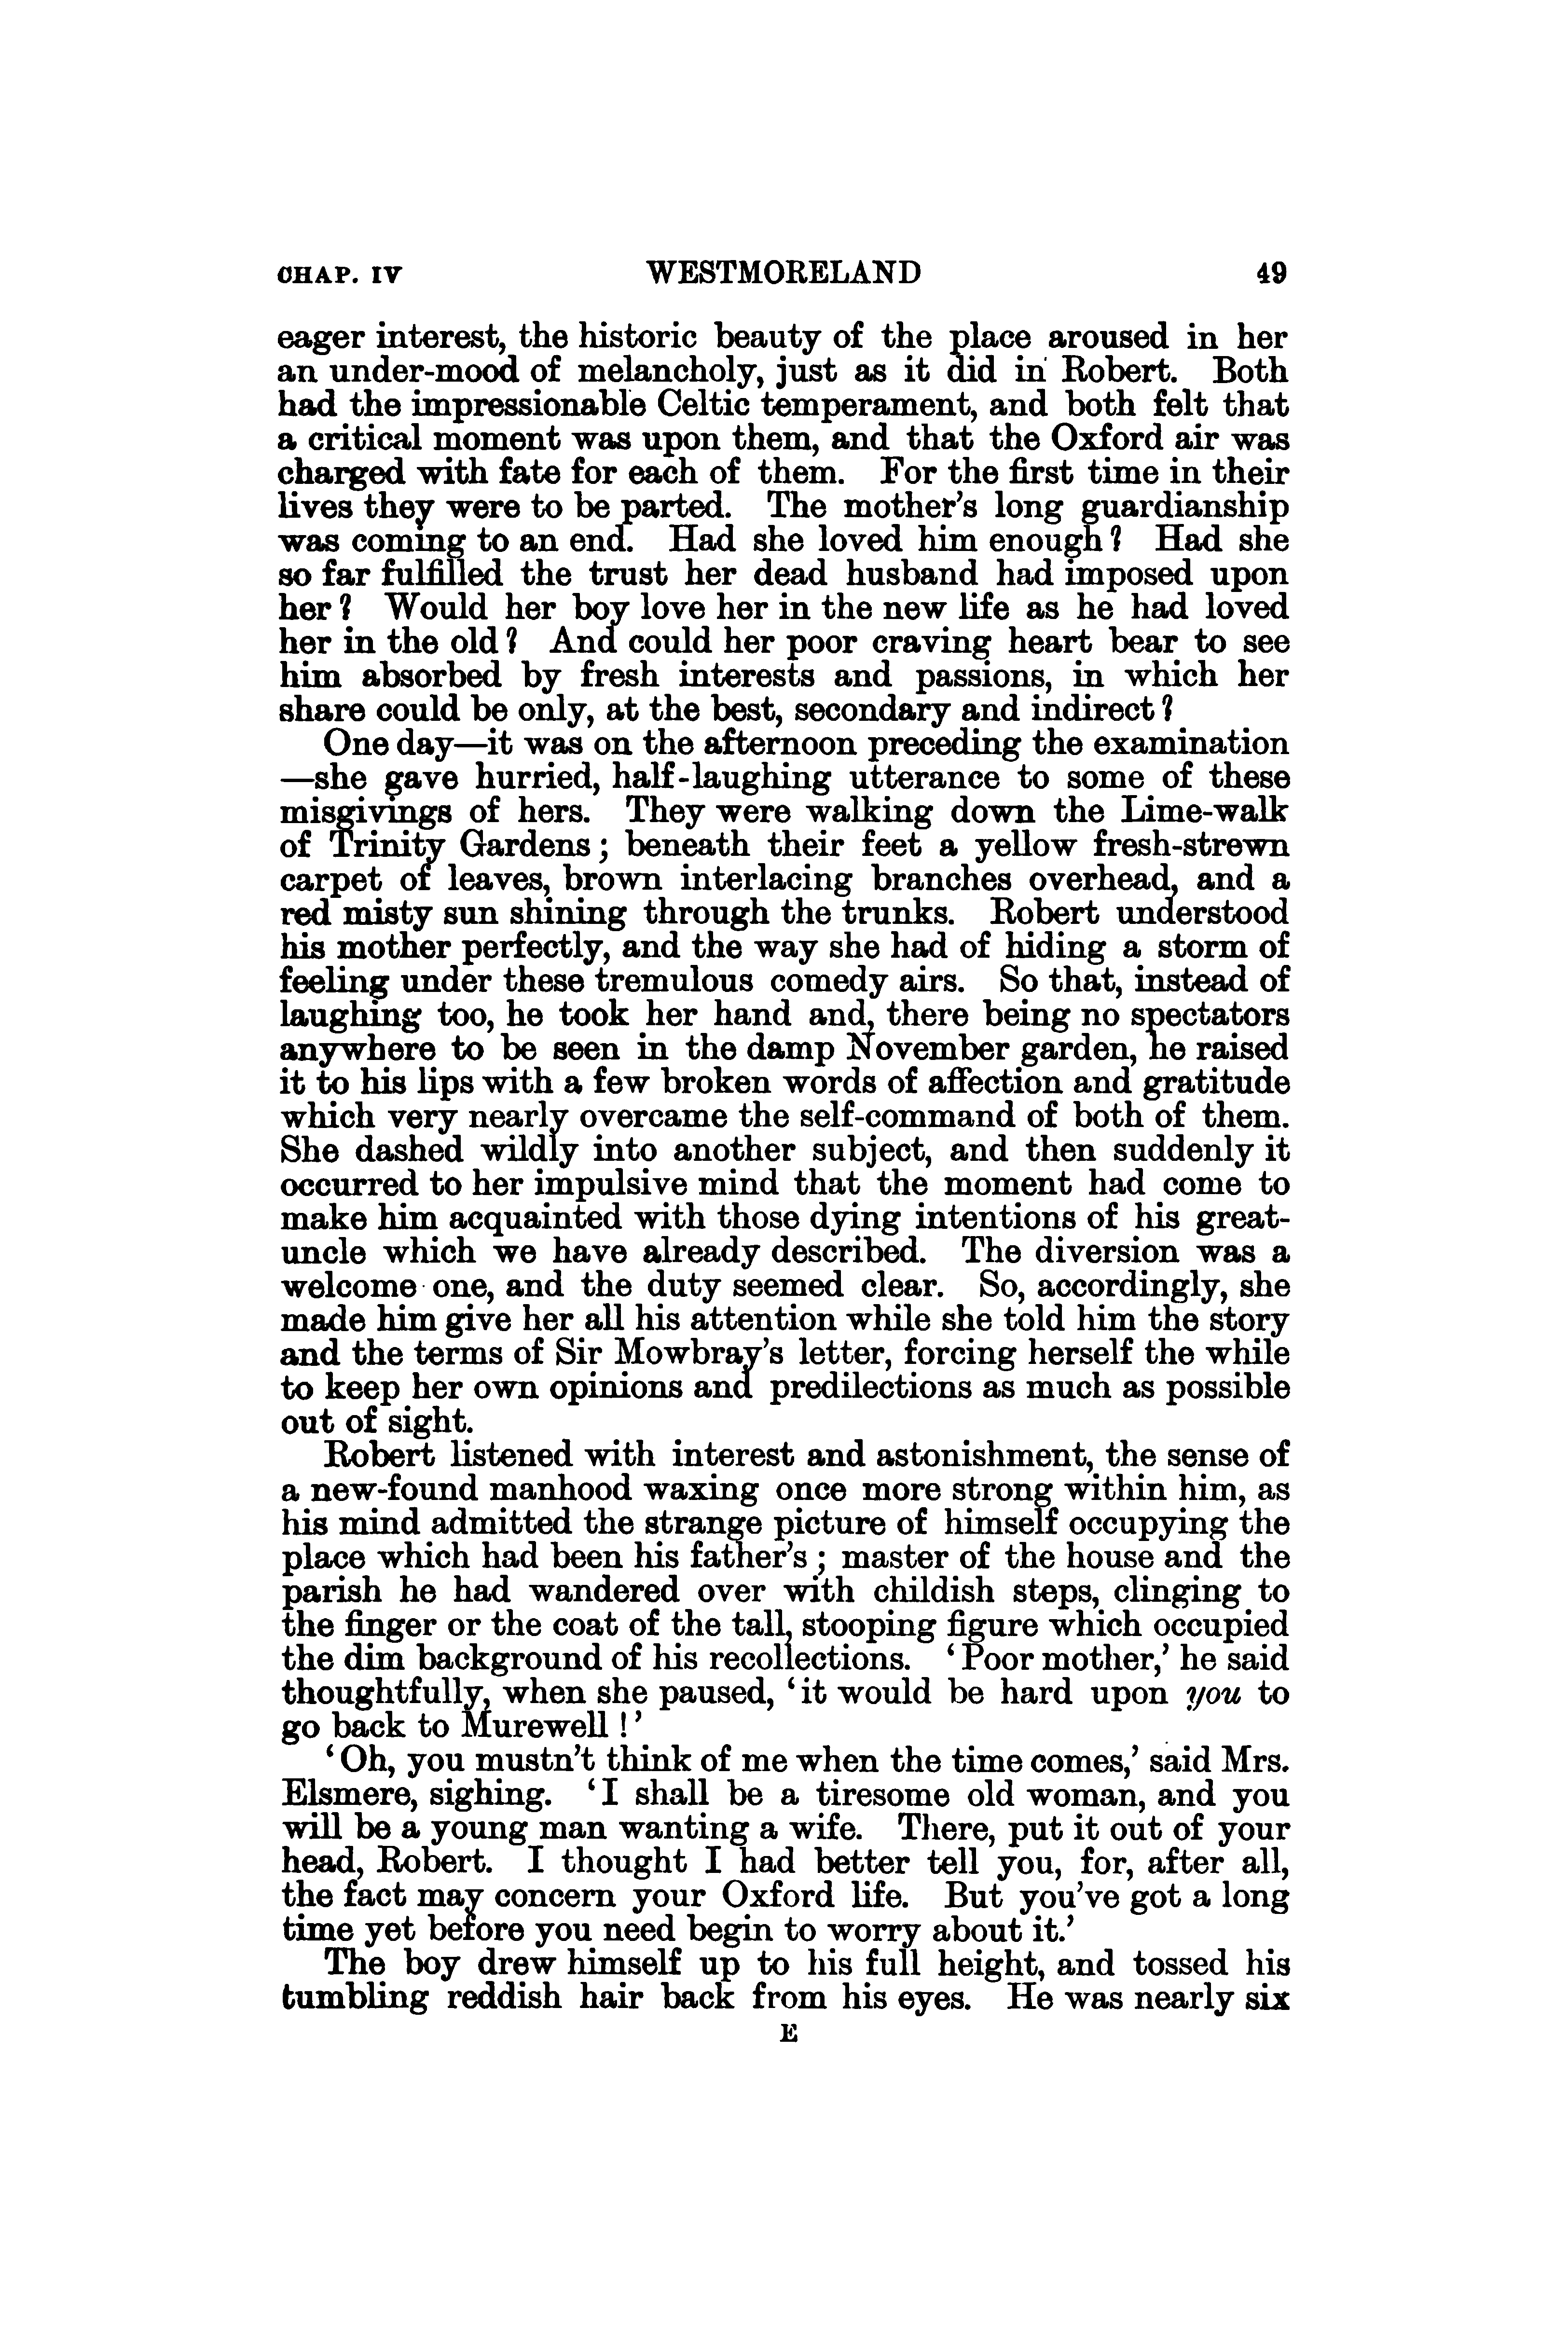 CHAP. IV WESTMORELAND 49
eager interest, the historic beauty of the place aroused in her
an under-mood of melancholy, just as it did in Robert. Both
had the impressionable Celtic temperament, and both felt that
a critical moment was upon them, and that the Oxford air was
charged with fate for each of them. For the first time in their
lives they were to be parted. The mother's long guardianship
was coming to an end. Had she loved him enough? Had she
so far fulfilled the trust her dead husband had imposed upon
her? Would her boy love her in the new life as he had loved
her in the old? And could her poor craving heart bear to see
him absorbed by fresh interests and passions, in which her
share could be only, at the best, secondary and indirect?
One day—it was on the afternoon preceding the examination
—she gave hurried, half-laughing utterance to some of these
misgivings of hers. They were walking down the Lime-walk
of Trinity Gardens; beneath their feet a yellow fresh-strewn
carpet of leaves, brown interlacing branches overhead, and a
red misty sun shining through the trunks. Robert understood
his mother perfectly, and the way she had of hiding a storm of
feeling under these tremulous comedy airs. So that, instead of
laughing too, he took her hand and, there being no spectators
anywhere to be seen in the damp November garden, he raised
it to his lips with a few broken words of affection and gratitude
which very nearly overcame the self-command of both of them.
She dashed wildly into another subject, and then suddenly it
occurred to her impulsive mind that the moment had come to
make him acquainted with those dying intentions of his great-
uncle which we have already described. The diversion was a
welcome one, and the duty seemed clear. So, accordingly, she
made him give her all his attention while she told him the story
and the terms of Sir Mowbray's letter, forcing herself the while
to keep her own opinions and predilections as much as possible
out of sight.
Robert listened with interest and astonishment, the sense of
a new-found manhood waxing once more strong within him, as
his mind admitted the strange picture of himself occupying the
place which had been his father's; master of the house and the
parish he had wandered over with childish steps, clinging to
the finger or the coat of the tall, stooping figure which occupied
the dim background of his recollections. 'Poor mother,' he said
thoughtfully, when she paused, 'it would be hard upon you to
go back to Murewell!'
'Oh, you mustn't think of me when the time comes,' said Mrs.
Elsmere, sighing. 'I shall be a tiresome old woman, and you
will be a young man wanting a wife. There, put it out of your
head, Robert. I thought I had better tell you, for, after all,
the fact may concern your Oxford life. But you've got a long
time yet before you need begin to worry about it.'
The boy drew himself up to his full height, and tossed his
tumbling reddish hair back from his eyes. He was nearly six
E